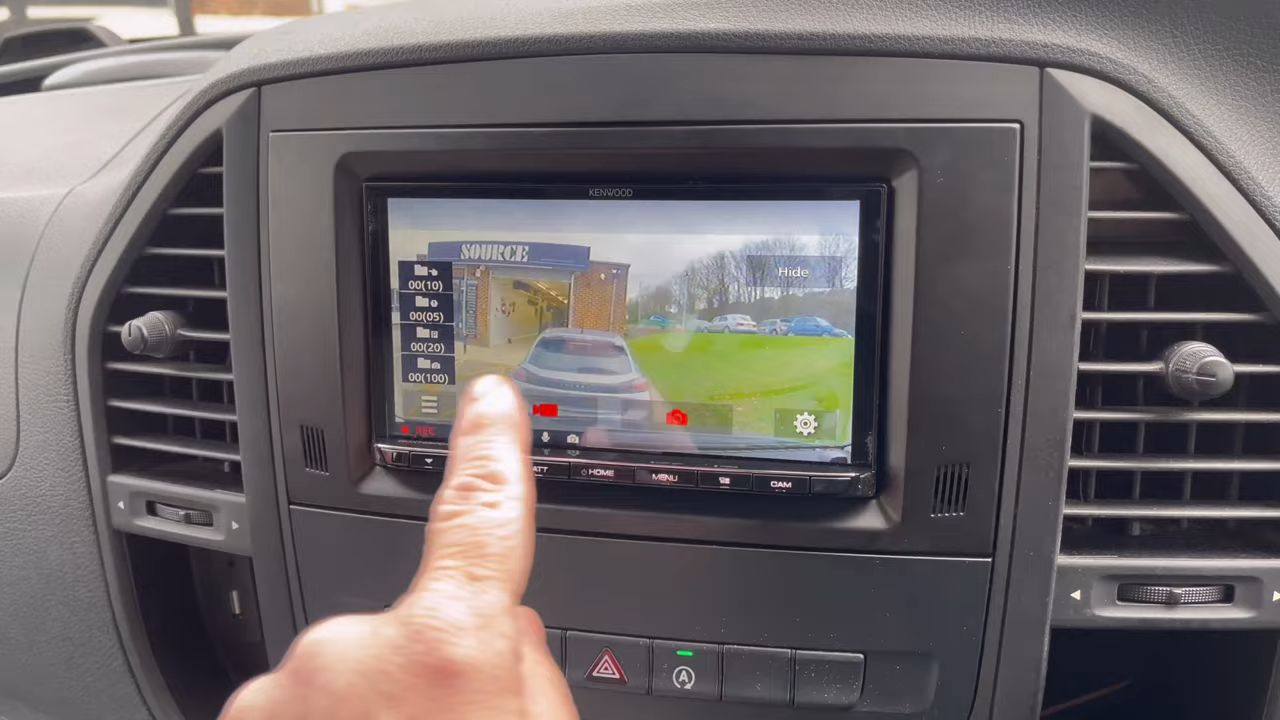 KENWOOD
SOURCE
Hide
00(10)
00(05)
00(20)
00(100)
REC
ATT
HOME
MENU
CAM
A